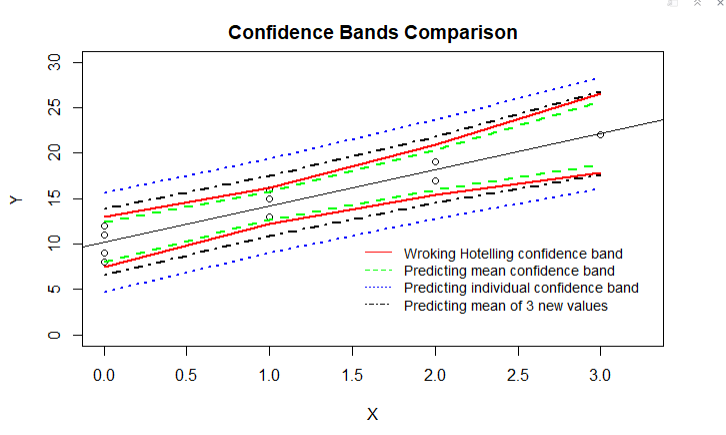 Confidence Bands Comparison
30
25
20
15
10
5
0
Y
Wroking Hotelling confidence band
Predicting mean confidence band
Predicting individual confidence band
Predicting mean of 3 new values
0.0 0.5 1.0 1.5 2.0 2.5 3.0
X